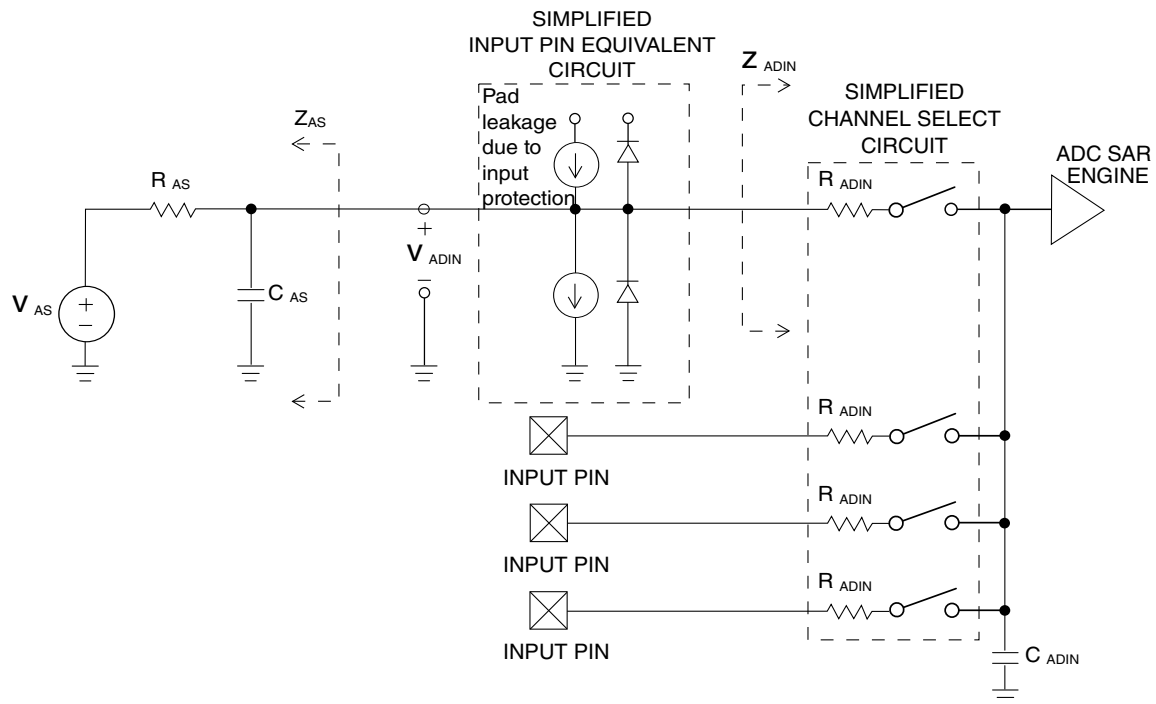 SIMPLIFIED
INPUT PIN EQUIVALENT
CIRCUIT
Pad
leakage
due to
input
protection
Z ADIN
SIMPLIFIED
CHANNEL SELECT
CIRCUIT
ADC SAR
ENGINE
Z AS
R AS
R ADIN
+
V ADIN
−
C AS
V AS
+
−
R ADIN
INPUT PIN
R ADIN
INPUT PIN
R ADIN
INPUT PIN
C ADIN